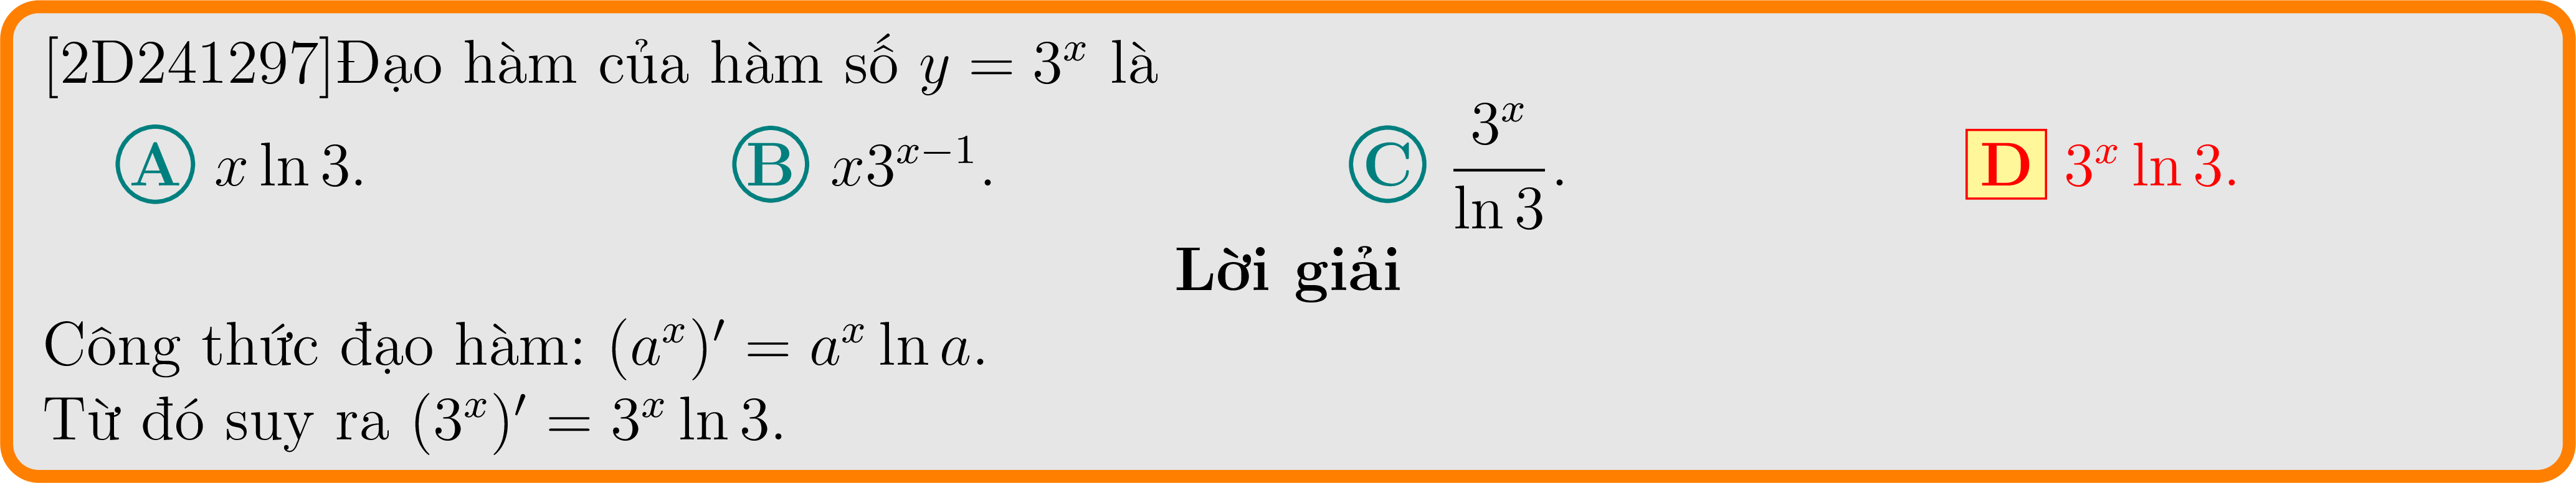 [2D241297]Đạo hàm của hàm số $y = 3^x$ là
A $x \ln 3$. B $x3^{x-1}$. C $\dfrac{3^x}{\ln 3}$. D $3^x \ln 3$.
Lời giải
Công thức đạo hàm: $(a^x)' = a^x \ln a$.
Từ đó suy ra $(3^x)' = 3^x \ln 3$.